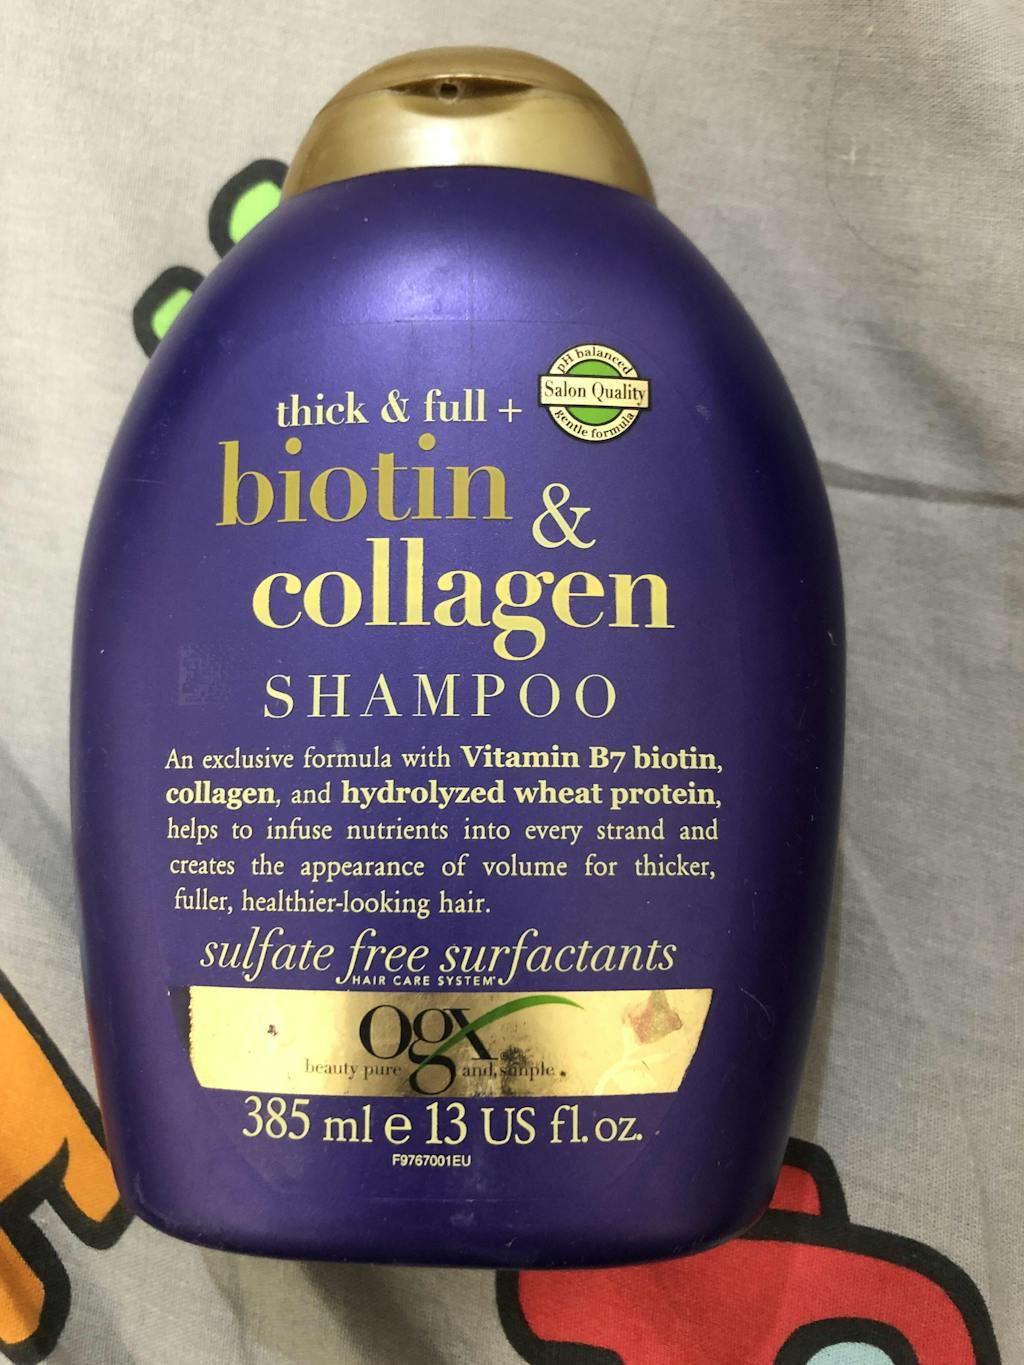 pH balanced
Salon Quality
gentle formula
thick & full +
biotin &
collagen
SHAMPOO
An exclusive formula with Vitamin B7 biotin,
collagen, and hydrolyzed wheat protein,
helps to infuse nutrients into every strand and
creates the appearance of volume for thicker,
fuller, healthier-looking hair.
sulfate free surfactants
HAIR CARE SYSTEM
ogx
beauty pure and simple
385 ml e 13 US fl. oz.
F9767001EU